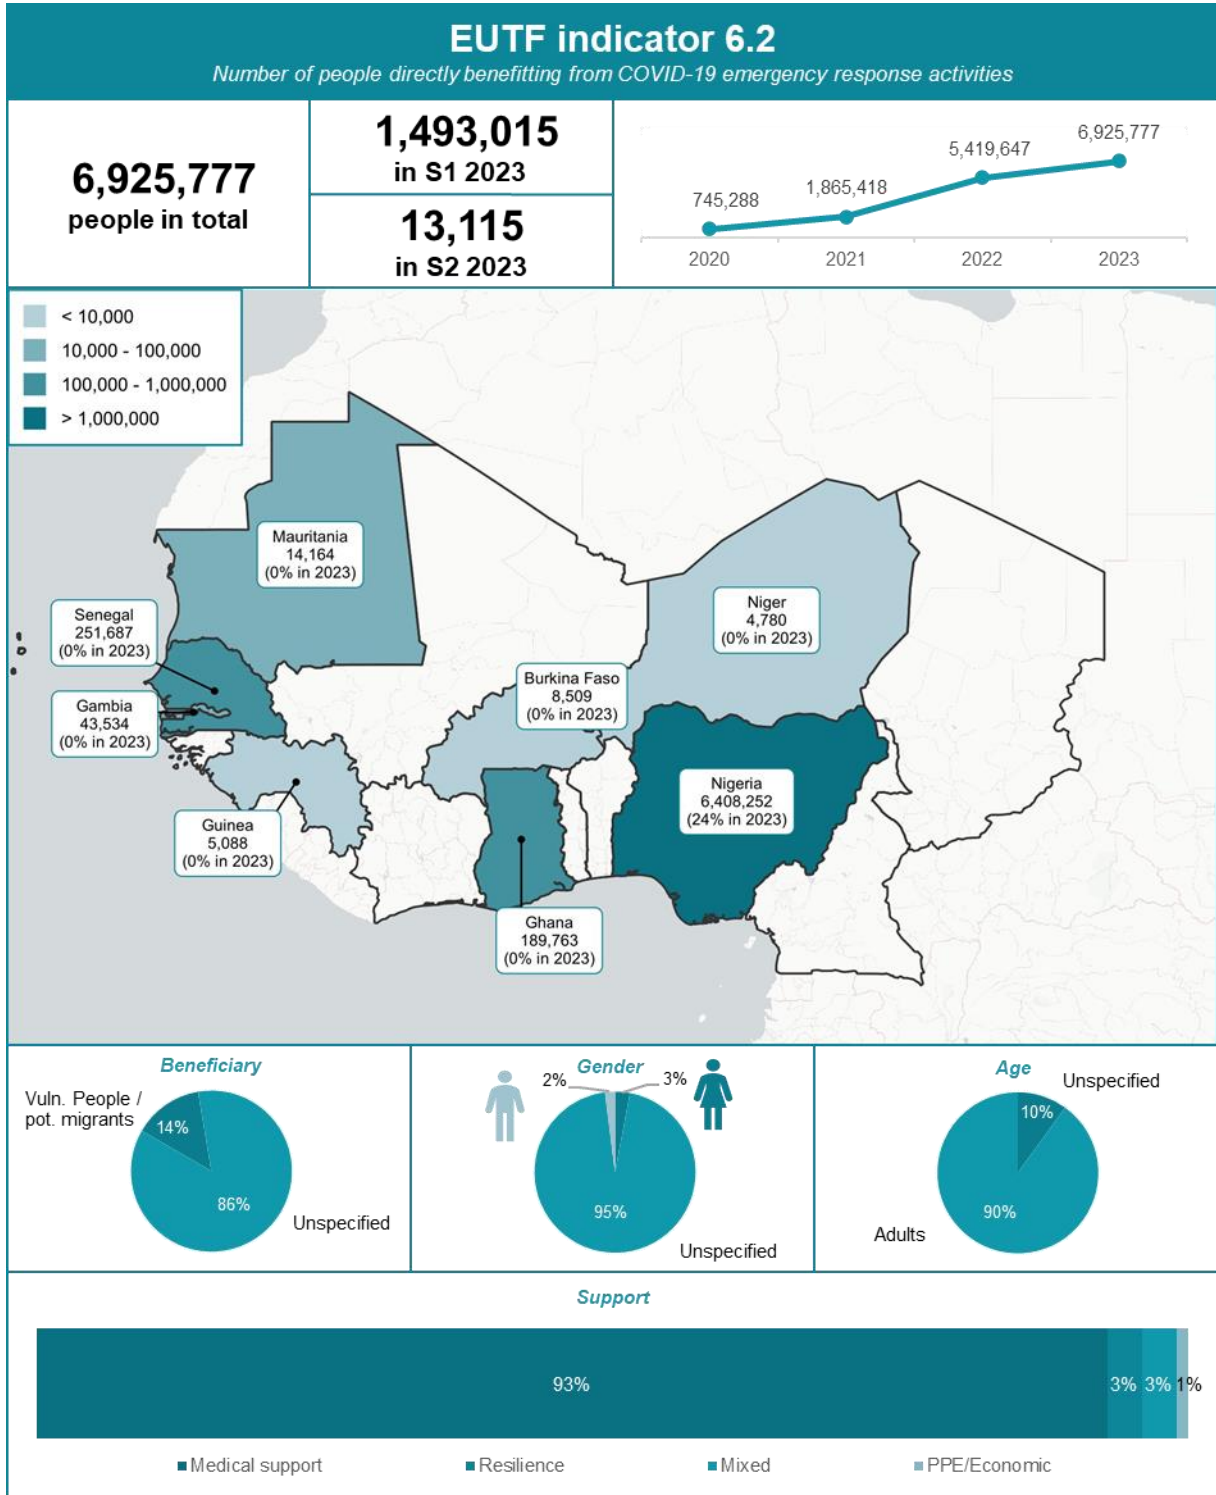 EUTF indicator 6.2
Number of people directly benefitting from COVID-19 emergency response activities
6,925,777
people in total
1,493,015
in S1 2023
13,115
in S2 2023
745,288
1,865,418
5,419,647
6,925,777
2020
2021
2022
2023
< 10,000
10,000 - 100,000
100,000 - 1,000,000
> 1,000,000
Mauritania
14,164
(0% in 2023)
Senegal
251,687
(0% in 2023)
Gambia
43,534
(0% in 2023)
Guinea
5,088
(0% in 2023)
Niger
4,780
(0% in 2023)
Burkina Faso
8,509
(0% in 2023)
Nigeria
6,408,252
(24% in 2023)
Ghana
189,763
(0% in 2023)
Beneficiary
Vuln. People /
pot. migrants
14%
86%
Unspecified
Gender
2%
3%
95%
Unspecified
Age
Unspecified
10%
90%
Adults
Support
93%
3%
3%
1%
Medical support
Resilience
Mixed
PPE/Economic